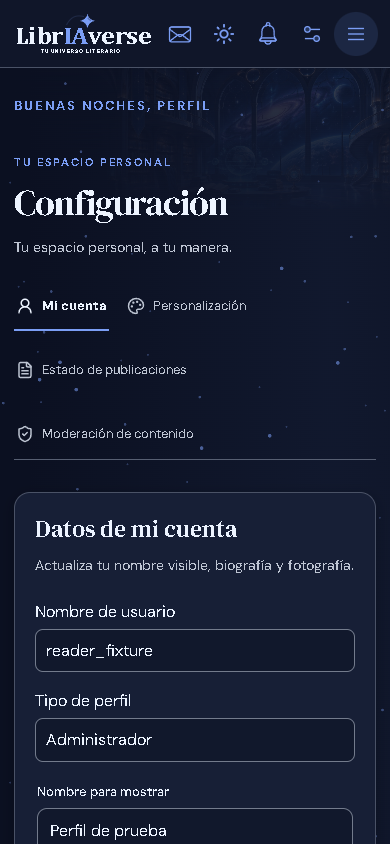 LibrIAverse
TU UNIVERSO LITERARIO
BUENAS NOCHES, PERFIL
TU ESPACIO PERSONAL
Configuración
Tu espacio personal, a tu manera.
Mi cuenta
Personalización
Estado de publicaciones
Moderación de contenido
Datos de mi cuenta
Actualiza tu nombre visible, biografía y fotografía.
Nombre de usuario
reader_fixture
Tipo de perfil
Administrador
Nombre para mostrar
Perfil de prueba